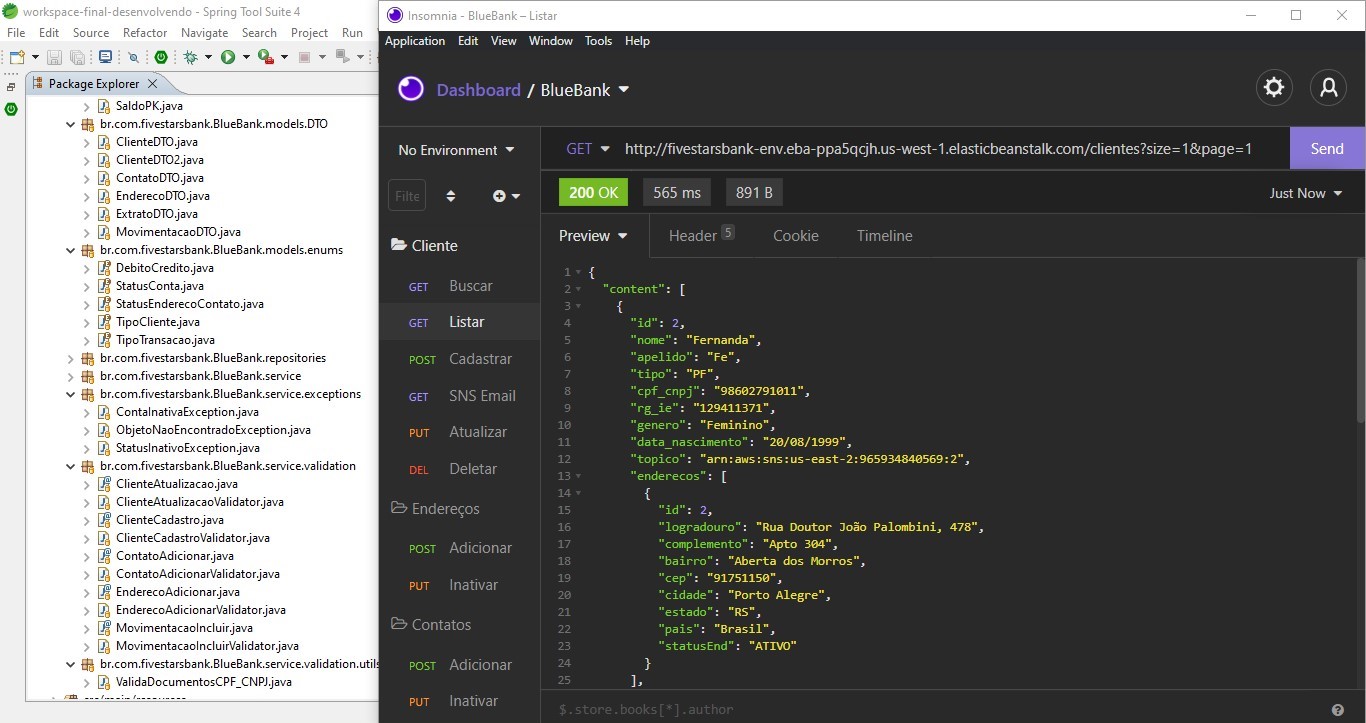 workspace-final-desenvolvendo - Spring Tool Suite 4
File Edit Source Refactor Navigate Search Project Run
Package Explorer
SaldoPK.java
br.com.fivestarsbank.BlueBank.models.DTO
ClienteDTO.java
ClienteDTO2.java
ContatoDTO.java
EnderecoDTO.java
ExtratoDTO.java
MovimentacaoDTO.java
br.com.fivestarsbank.BlueBank.models.enums
DebitoCredito.java
StatusConta.java
StatusEnderecoContato.java
TipoCliente.java
TipoTransacao.java
br.com.fivestarsbank.BlueBank.repositories
br.com.fivestarsbank.BlueBank.service
br.com.fivestarsbank.BlueBank.service.exceptions
ContaInativaException.java
ObjetoNaoEncontradoException.java
StatusInativoException.java
br.com.fivestarsbank.BlueBank.service.validation
ClienteAtualizacao.java
ClienteAtualizacaoValidator.java
ClienteCadastro.java
ClienteCadastroValidator.java
ContatoAdicionar.java
ContatoAdicionarValidator.java
EnderecoAdicionar.java
EnderecoAdicionarValidator.java
MovimentacaoIncluir.java
MovimentacaoIncluirValidator.java
br.com.fivestarsbank.BlueBank.service.validation.utils
ValidaDocumentosCPF_CNPJ.java
src/main/resources
Insomnia - BlueBank – Listar
Application Edit View Window Tools Help
Dashboard / BlueBank
No Environment
Filte
Cliente
GET Buscar
GET Listar
POST Cadastrar
GET SNS Email
PUT Atualizar
DEL Deletar
Endereços
POST Adicionar
PUT Inativar
Contatos
POST Adicionar
PUT Inativar
GET http://fivestarsbank-env.eba-ppa5qcjh.us-west-1.elasticbeanstalk.com/clientes?size=1&page=1 Send
200 OK 565 ms 891 B Just Now
Preview Header 5 Cookie Timeline
1 {
2 "content": [
3 {
4 "id": 2,
5 "nome": "Fernanda",
6 "apelido": "Fe",
7 "tipo": "PF",
8 "cpf_cnpj": "98602791011",
9 "rg_ie": "129411371",
10 "genero": "Feminino",
11 "data_nascimento": "20/08/1999",
12 "topico": "arn:aws:sns:us-east-2:965934840569:2",
13 "enderecos": [
14 {
15 "id": 2,
16 "logradouro": "Rua Doutor João Palombini, 478",
17 "complemento": "Apto 304",
18 "bairro": "Aberta dos Morros",
19 "cep": "91751150",
20 "cidade": "Porto Alegre",
21 "estado": "RS",
22 "pais": "Brasil",
23 "statusEnd": "ATIVO"
24 }
25 ],
$.store.books[*].author